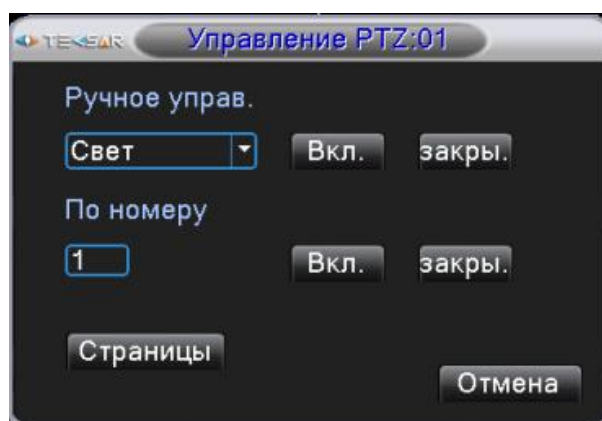 TEKSAR Управление PTZ:01
Ручное управ.
Свет Вкл. закры.
По номеру
1 Вкл. закры.
Страницы
Отмена